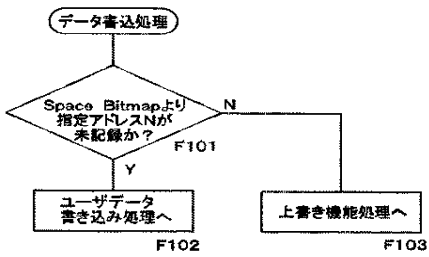 データ書込処理
Space Bitmapより
指定アドレスNが
未記録か？
N
F101
Y
ユーザデータ
書き込み処理へ
上書き機能処理へ
F102
F103